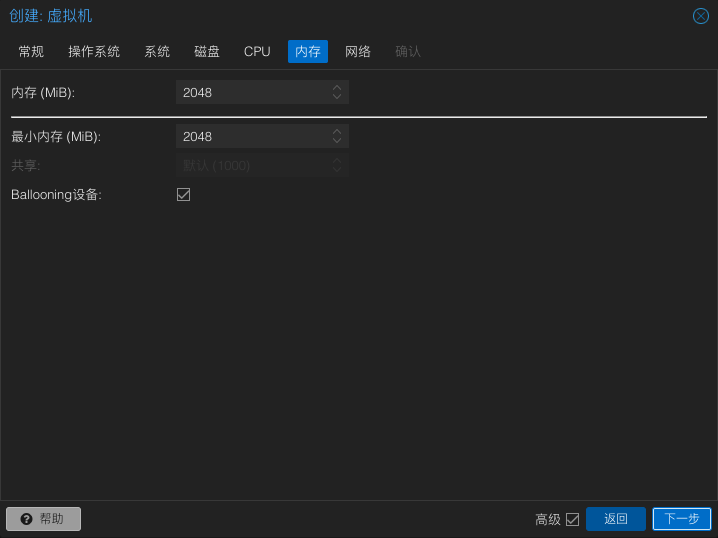 创建: 虚拟机
常规 操作系统 系统 磁盘 CPU 内存 网络 确认
内存 (MiB): 2048
最小内存 (MiB): 2048
共享: 默认 (1000)
Ballooning设备:
帮助 高级 返回 下一步